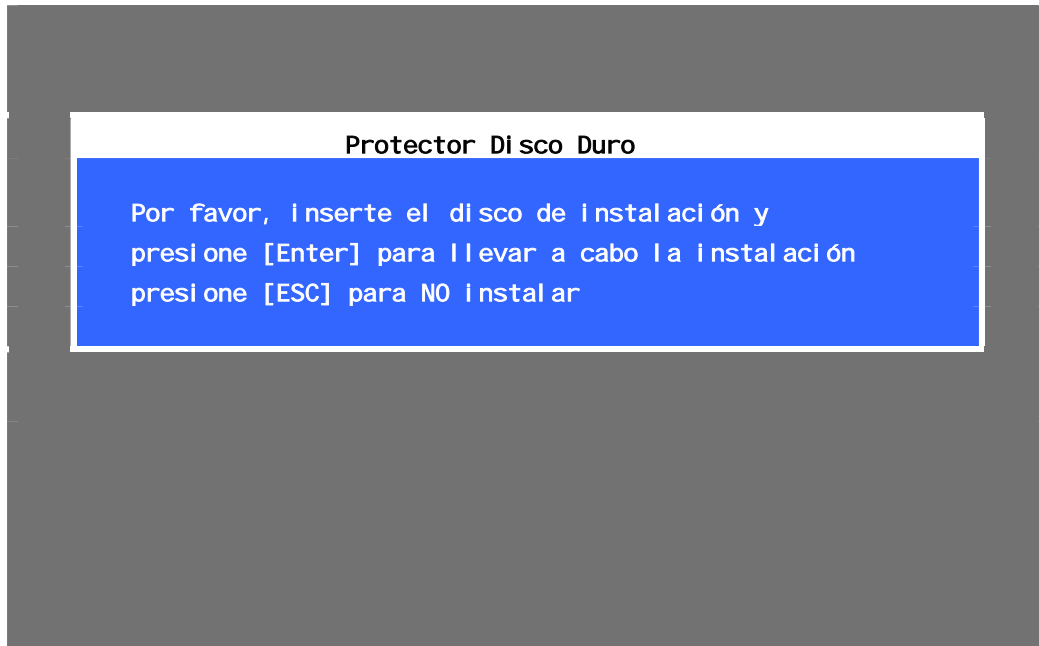 Protector Disco Duro
Por favor, inserte el disco de instalación y
presione [Enter] para llevar a cabo la instalación
presione [ESC] para NO instalar